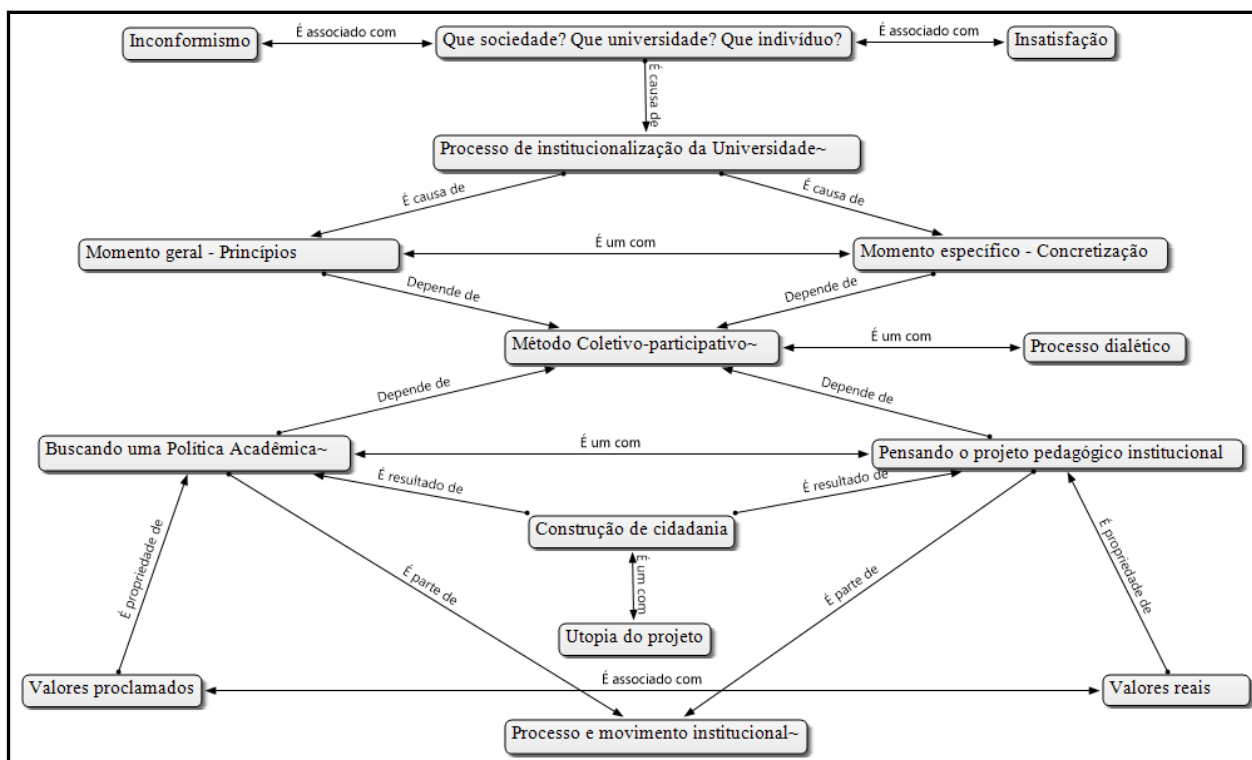 Inconformismo
É associado com
Que sociedade? Que universidade? Que indivíduo?
É associado com
Insatisfação
É causa de
Processo de institucionalização da Universidade~
É causa de
É causa de
Momento geral - Princípios
É um com
Momento específico - Concretização
Depende de
Depende de
Método Coletivo-participativo~
É um com
Processo dialético
Depende de
Depende de
Buscando uma Política Acadêmica~
É um com
Pensando o projeto pedagógico institucional
É resultado de
É resultado de
Construção de cidadania
É propriedade de
É parte de
É um com
É parte de
É propriedade de
Utopia do projeto
Valores proclamados
É associado com
Valores reais
Processo e movimento institucional~